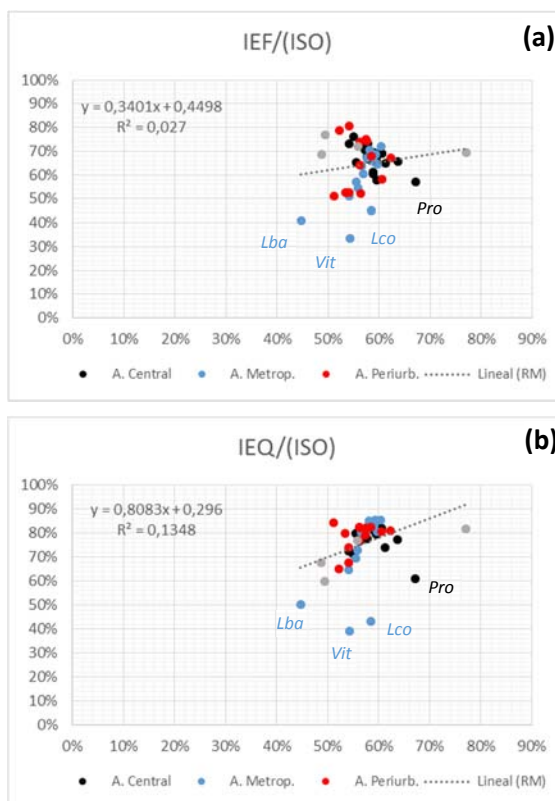 IEF/(ISO)
(a)
y = 0,3401x + 0,4498
R² = 0,027
100%
90%
80%
70%
60%
50%
40%
30%
20%
10%
0%
Pro
Lba
Lco
Vit
0% 10% 20% 30% 40% 50% 60% 70% 80% 90%
A. Central A. Metrop. A. Periurb. Lineal (RM)
IEQ/(ISO)
(b)
y = 0,8083x + 0,296
R² = 0,1348
100%
90%
80%
70%
60%
50%
40%
30%
20%
10%
0%
Pro
Lba
Lco
Vit
0% 10% 20% 30% 40% 50% 60% 70% 80% 90%
A. Central A. Metrop. A. Periurb. Lineal (RM)